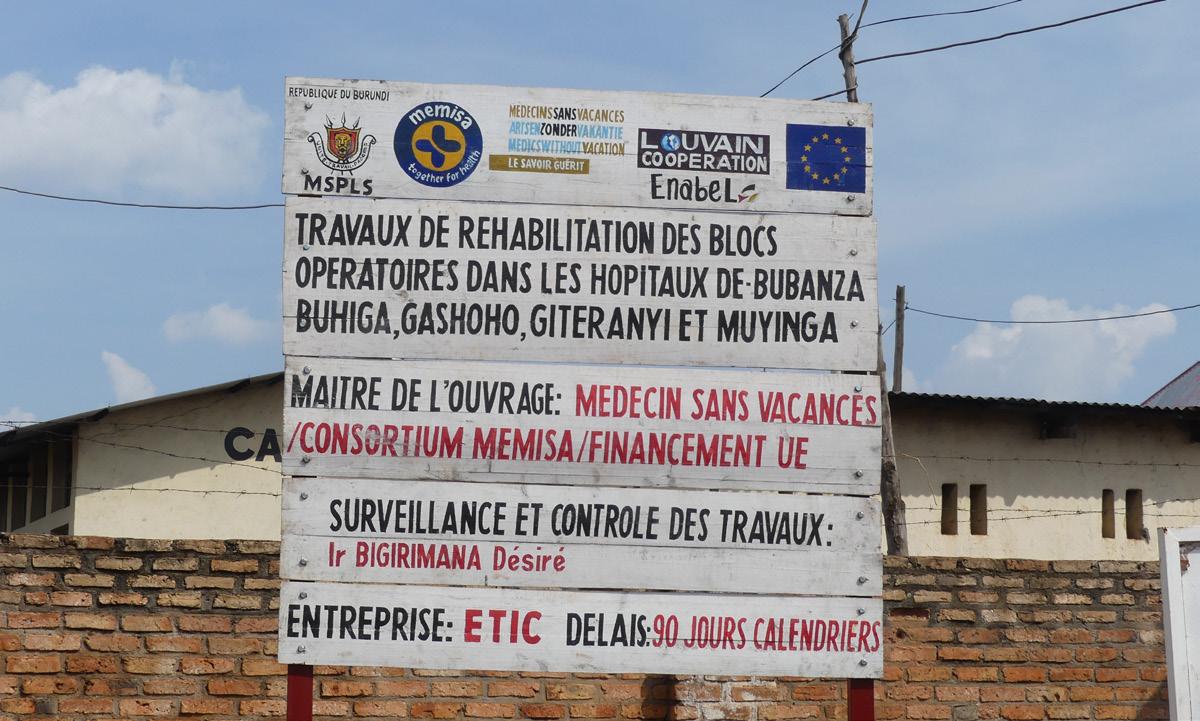 REPUBLIQUE DU BURUNDI
MSPLS
memisa
together for health
MEDECINSSANSVACANCES
ARTSENZONDERVAKANTIE
MEDICSWITHOUTVACATION
LE SAVOIR GUÉRIT
LOUVAIN
COOPERATION
EnabeL
TRAVAUX DE REHABILITATION DES BLOCS
OPERATOIRES DANS LES HOPITAUX DE-BUBANZA
BUHIGA,GASHOHO,GITERANYI ET MUYINGA
MAITRE DE L'OUVRAGE: MEDECIN SANS VACANCES
/CONSORTIUM MEMISA/FINANCEMENT UE
CA
SURVEILLANCE ET CONTROLE DES TRAVAUX:
Ir BIGIRIMANA Désiré
ENTREPRISE: ETIC DELAIS:90 JOURS CALENDRIERS